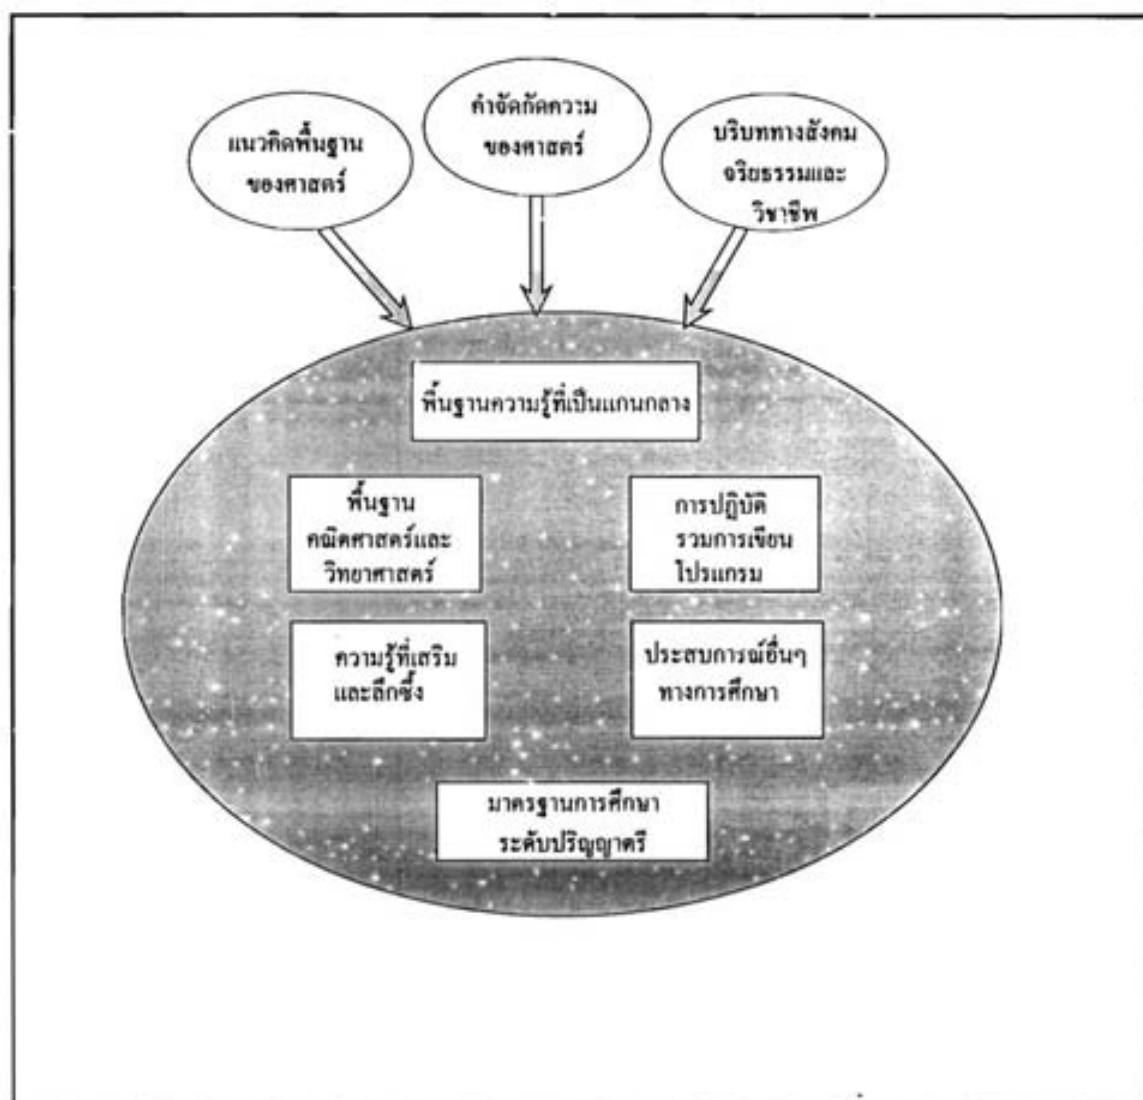 แนวคิดพื้นฐาน
ของศาสตร์
คำจัดกัดความ
ของศาสตร์
บริบททางสังคม
จริยธรรมและ
วิชาชีพ
พื้นฐานความรู้ที่เป็นแกนกลาง
พื้นฐาน
คณิตศาสตร์และ
วิทยาศาสตร์
การปฏิบัติ
รวมการเขียน
โปรแกรม
ความรู้ที่เสริม
และลึกซึ้ง
ประสบการณ์อื่นๆ
ทางการศึกษา
มาตรฐานการศึกษา
ระดับปริญญาตรี